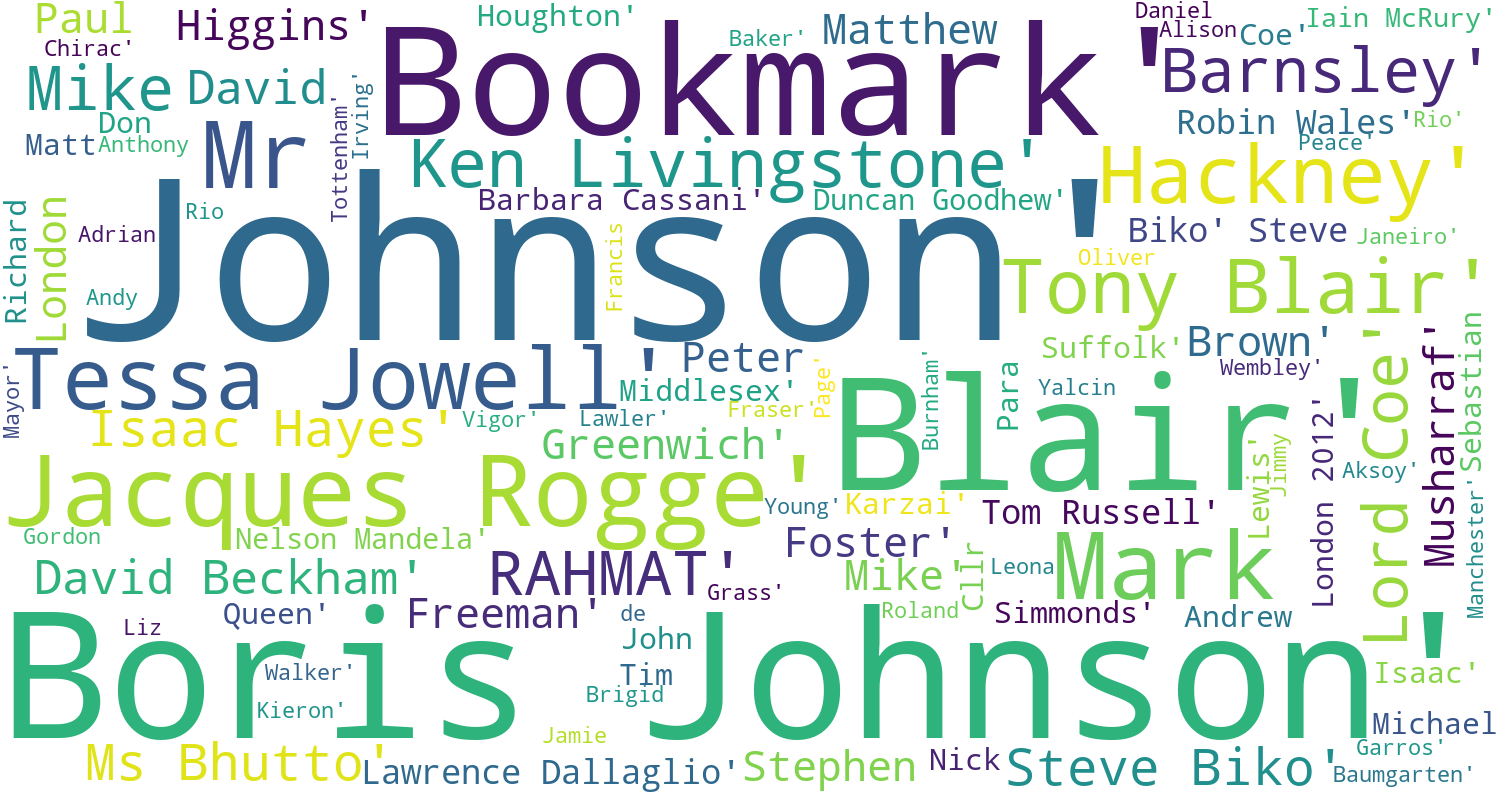 Paul
Higgins'
Houghton'
Daniel
Iain McRury'
Chirac'
Bookmark'
Baker'
Matthew
Alison
Coe'
Mike
David
Barnsley'
Don
Irving'
Robin Wales'
Rio'
Matt
Anthony
Mr
Tottenham'
Ken Livingstone'
Peace'
Hackney'
Barbara Cassani'
Duncan Goodhew'
Richard
London
Rio
Adrian
Johnson'
Francis
Biko' Steve
Janeiro'
Oliver
Andy
Tony Blair'
Mayor'
Tessa Jowell'
Peter
Suffolk'
Brown'
Lord Coe'
Musharraf'
Sebastian
Middlesex'
Page'
Burnham'
Para
Yalcin
Wembley'
Blair'
Isaac Hayes'
Vigor'
Lawler'
Fraser'
London 2012'
Greenwich'
Lewis'
Jimmy
Aksoy'
Jacques Rogge'
Young'
Karzai'
Tom Russell'
Manchester'
Gordon
Nelson Mandela'
Foster'
Mark
David Beckham'
RAHMAT'
Grass'
Mike'
Cllr
Leona
Queen'
Freeman'
de
Roland
Simmonds'
Andrew
Liz
John
Boris Johnson'
Walker'
Tim
Isaac'
Brigid
Kieron'
Michael
Jamie
Garros'
Ms Bhutto'
Lawrence Dallaglio'
Stephen
Nick
Steve Biko'
Baumgarten'